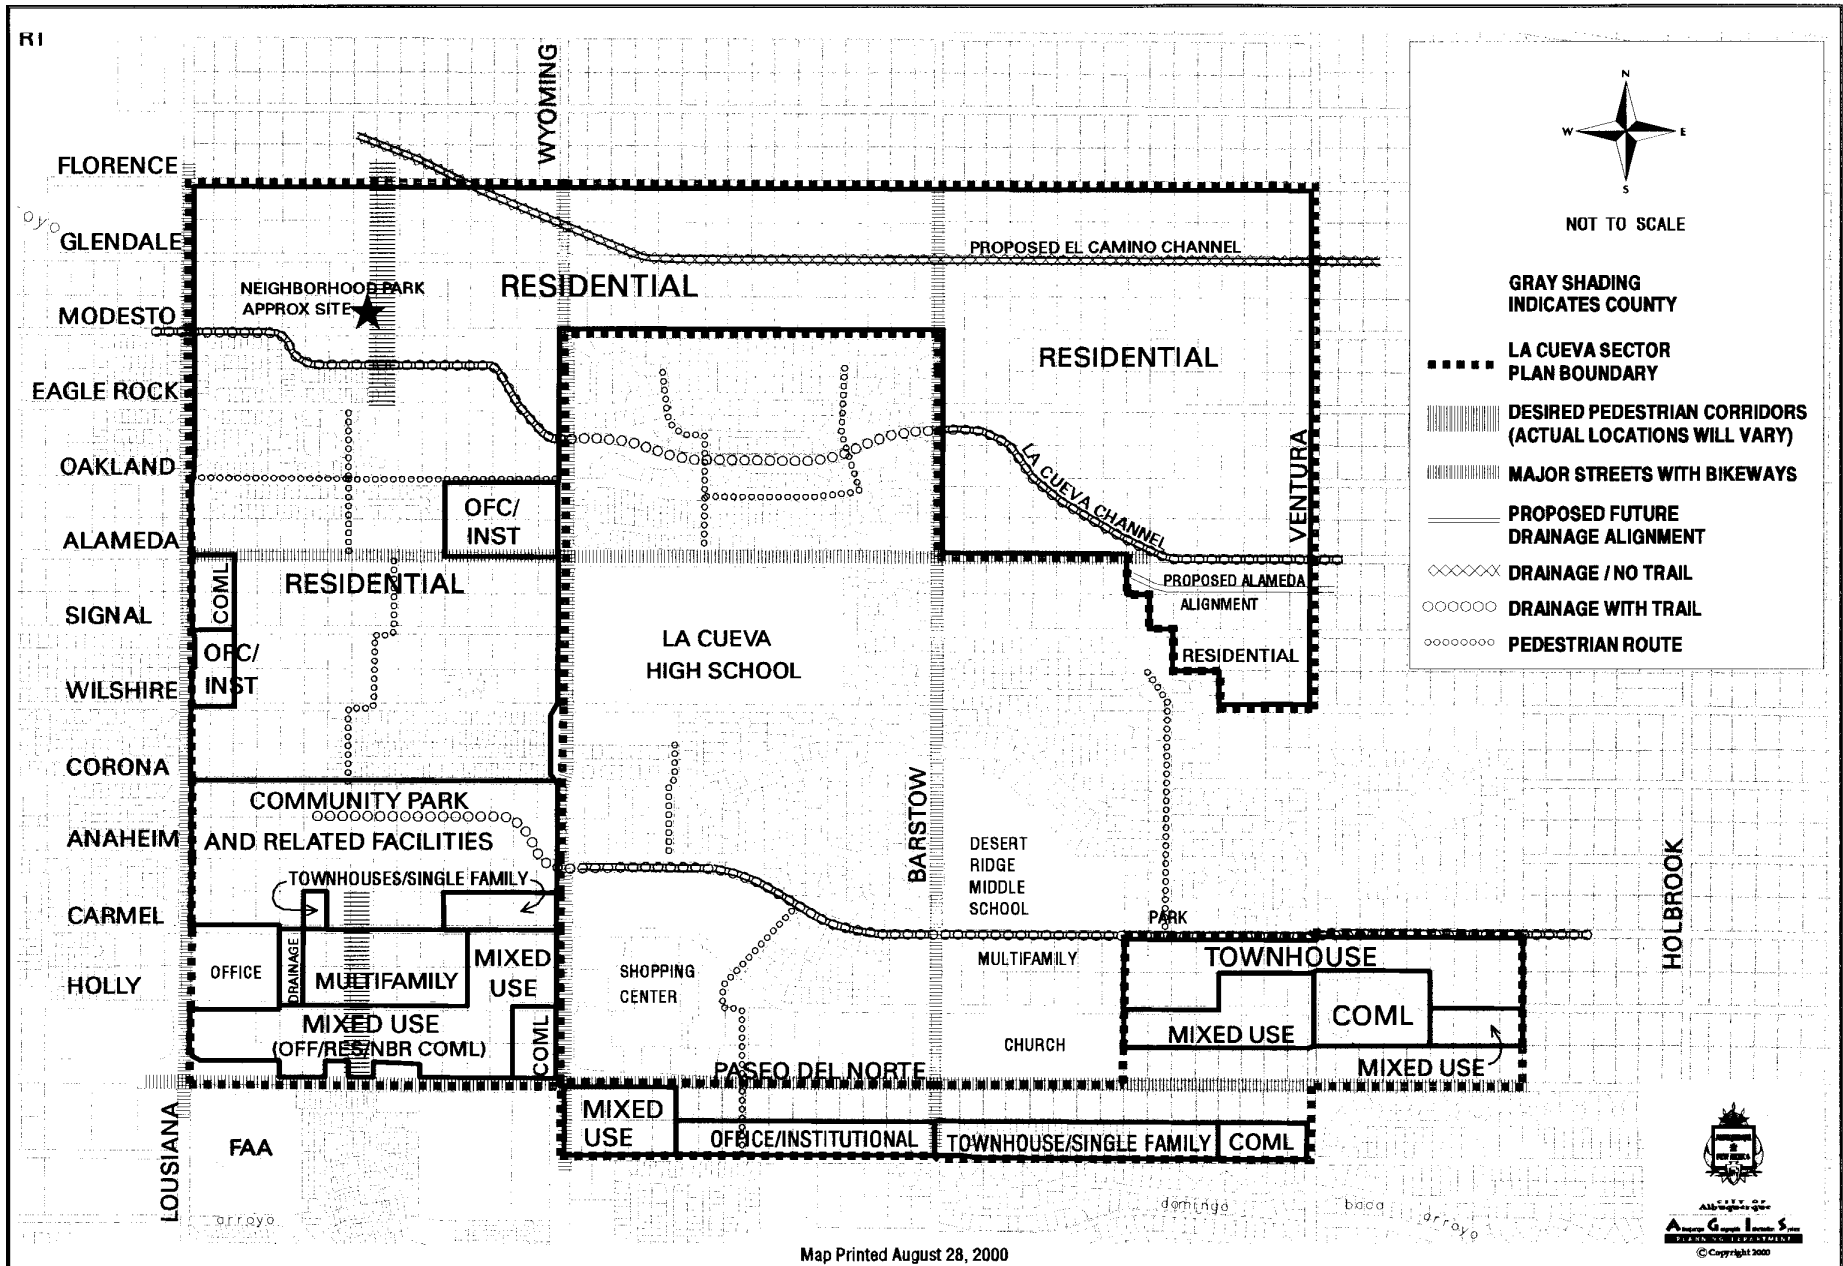 R1
WYOMING
FLORENCE
GLENDALE
MODESTO
EAGLE ROCK
OAKLAND
ALAMEDA
SIGNAL
WILSHIRE
CORONA
ANAHEIM
CARMEL
HOLLY
LOUSIANA
oyo
NEIGHBORHOOD PARK
APPROX SITE
RESIDENTIAL
PROPOSED EL CAMINO CHANNEL
RESIDENTIAL
LA CUEVA CHANNEL
VENTURA
OFC/
INST
RESIDENTIAL
COML
OFC/
INST
PROPOSED ALAMEDA
ALIGNMENT
RESIDENTIAL
LA CUEVA
HIGH SCHOOL
COMMUNITY PARK
AND RELATED FACILITIES
TOWNHOUSES/SINGLE FAMILY
BARSTOW
DESERT
RIDGE
MIDDLE
SCHOOL
PARK
HOLBROOK
OFFICE
DRAINAGE
MULTIFAMILY
MIXED
USE
MIXED USE
(OFF/RES/NBR COML)
COML
SHOPPING
CENTER
MULTIFAMILY
CHURCH
TOWNHOUSE
MIXED USE
COML
MIXED USE
PASEO DEL NORTE
MIXED
USE
OFFICE/INSTITUTIONAL
TOWNHOUSE/SINGLE FAMILY
COML
FAA
arroyo
domingo
baca
arroyo
N
W
E
S
NOT TO SCALE
GRAY SHADING
INDICATES COUNTY
LA CUEVA SECTOR
PLAN BOUNDARY
DESIRED PEDESTRIAN CORRIDORS
(ACTUAL LOCATIONS WILL VARY)
MAJOR STREETS WITH BIKEWAYS
PROPOSED FUTURE
DRAINAGE ALIGNMENT
DRAINAGE / NO TRAIL
DRAINAGE WITH TRAIL
PEDESTRIAN ROUTE
CITY OF
Albuquerque
PLANNING DEPARTMENT
© Copyright 2000
Map Printed August 28, 2000